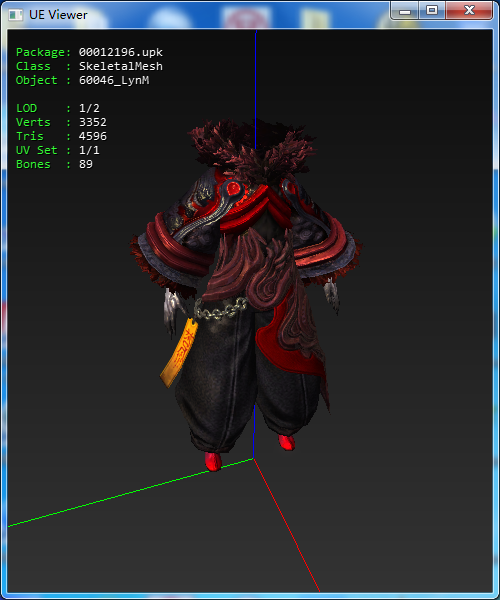 UE Viewer
Package: 00012196.upk
Class : SkeletalMesh
Object : 60046_LynM
LOD : 1/2
Verts : 3352
Tris : 4596
UV Set : 1/1
Bones : 89